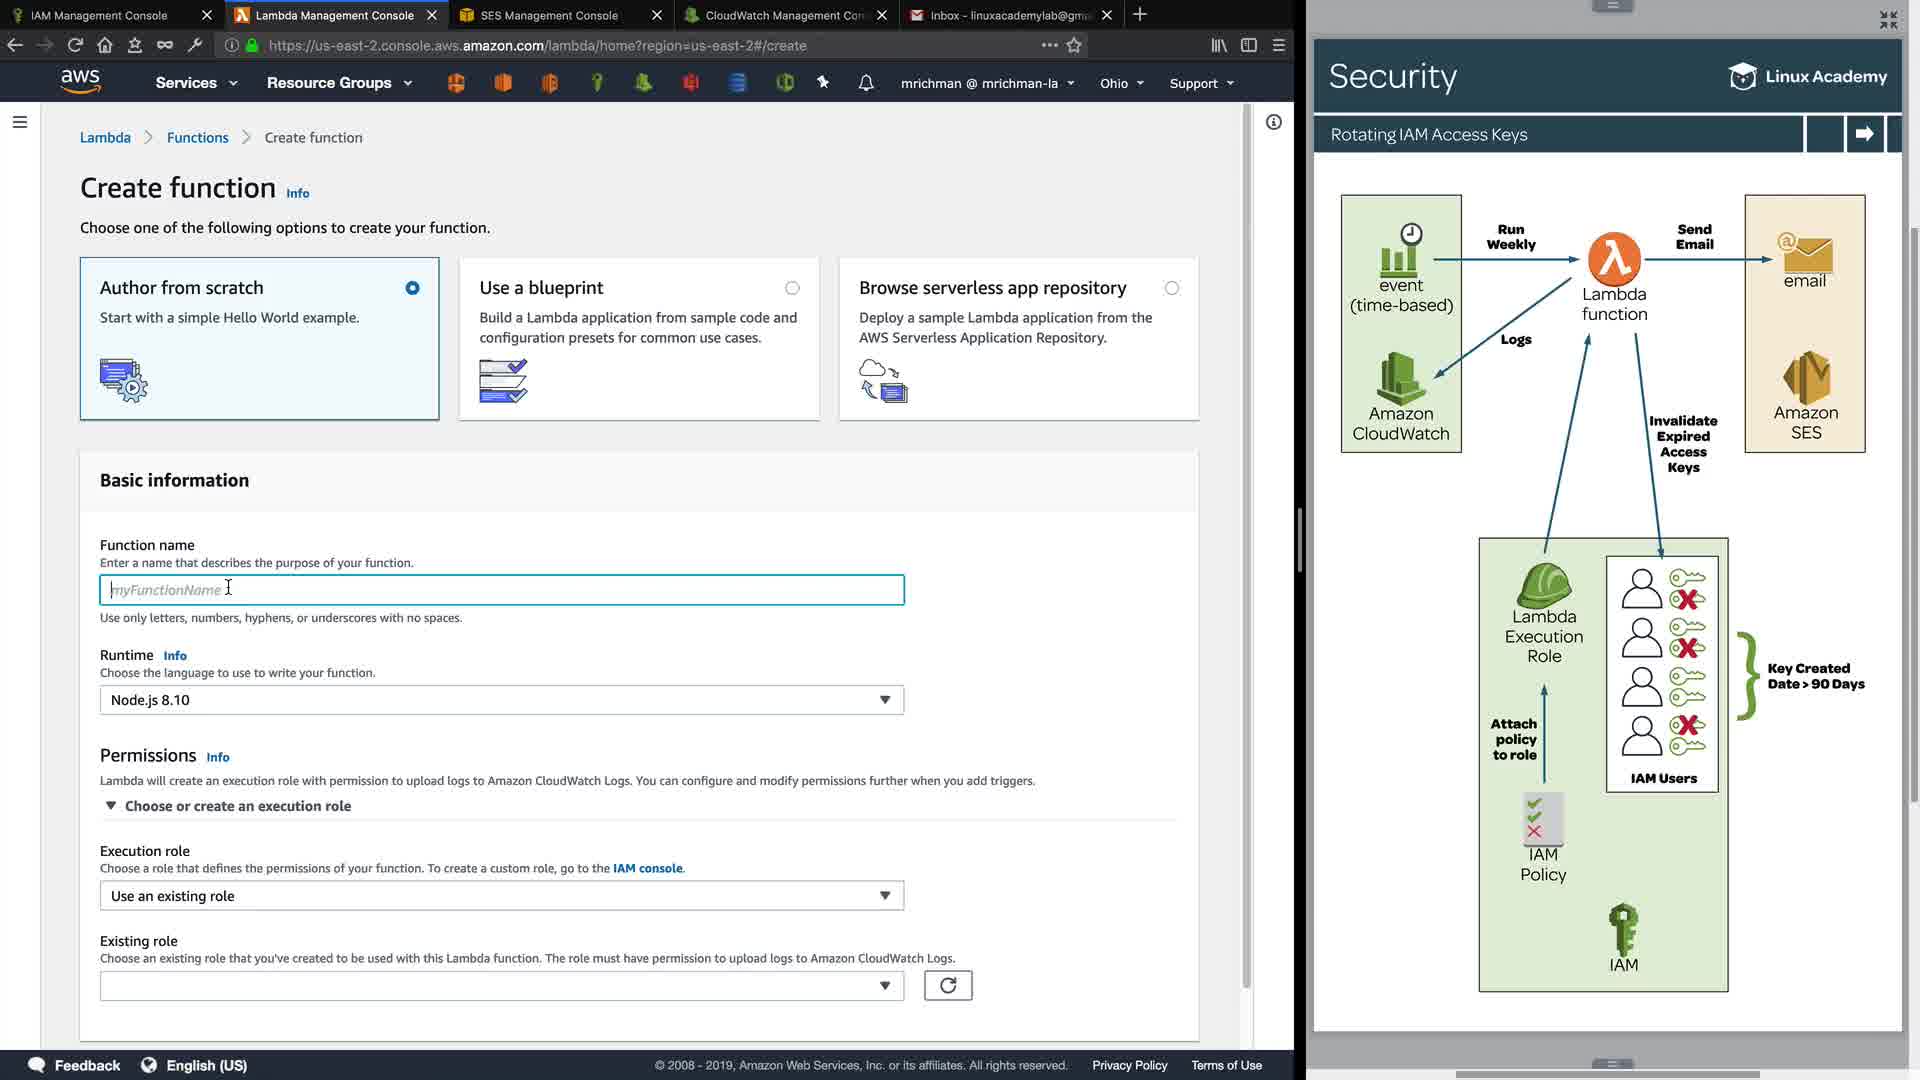 IAM Management Console
Lambda Management Console
SES Management Console
CloudWatch Management Con
Inbox - linuxacademylab@gma
https://us-east-2.console.aws.amazon.com/lambda/home?region=us-east-2#/create
aws
Services
Resource Groups
mrichman @ mrichman-la
Ohio
Support
Lambda
Functions
Create function
Create function Info
Choose one of the following options to create your function.
Author from scratch
Start with a simple Hello World example.
Use a blueprint
Build a Lambda application from sample code and
configuration presets for common use cases.
Browse serverless app repository
Deploy a sample Lambda application from the
AWS Serverless Application Repository.
Basic information
Function name
Enter a name that describes the purpose of your function.
myFunctionName
Use only letters, numbers, hyphens, or underscores with no spaces.
Runtime Info
Choose the language to use to write your function.
Node.js 8.10
Permissions Info
Lambda will create an execution role with permission to upload logs to Amazon CloudWatch Logs. You can configure and modify permissions further when you add triggers.
Choose or create an execution role
Execution role
Choose a role that defines the permissions of your function. To create a custom role, go to the IAM console.
Use an existing role
Existing role
Choose an existing role that you've created to be used with this Lambda function. The role must have permission to upload logs to Amazon CloudWatch Logs.
Feedback
English (US)
© 2008 - 2019, Amazon Web Services, Inc. or its affiliates. All rights reserved.
Privacy Policy
Terms of Use
Security
Linux Academy
Rotating IAM Access Keys
event
(time-based)
Run
Weekly
Lambda
function
Send
Email
@
email
Logs
Amazon
CloudWatch
Amazon
SES
Invalidate
Expired
Access
Keys
Lambda
Execution
Role
Attach
policy
to role
IAM
Policy
IAM Users
Key Created
Date > 90 Days
IAM